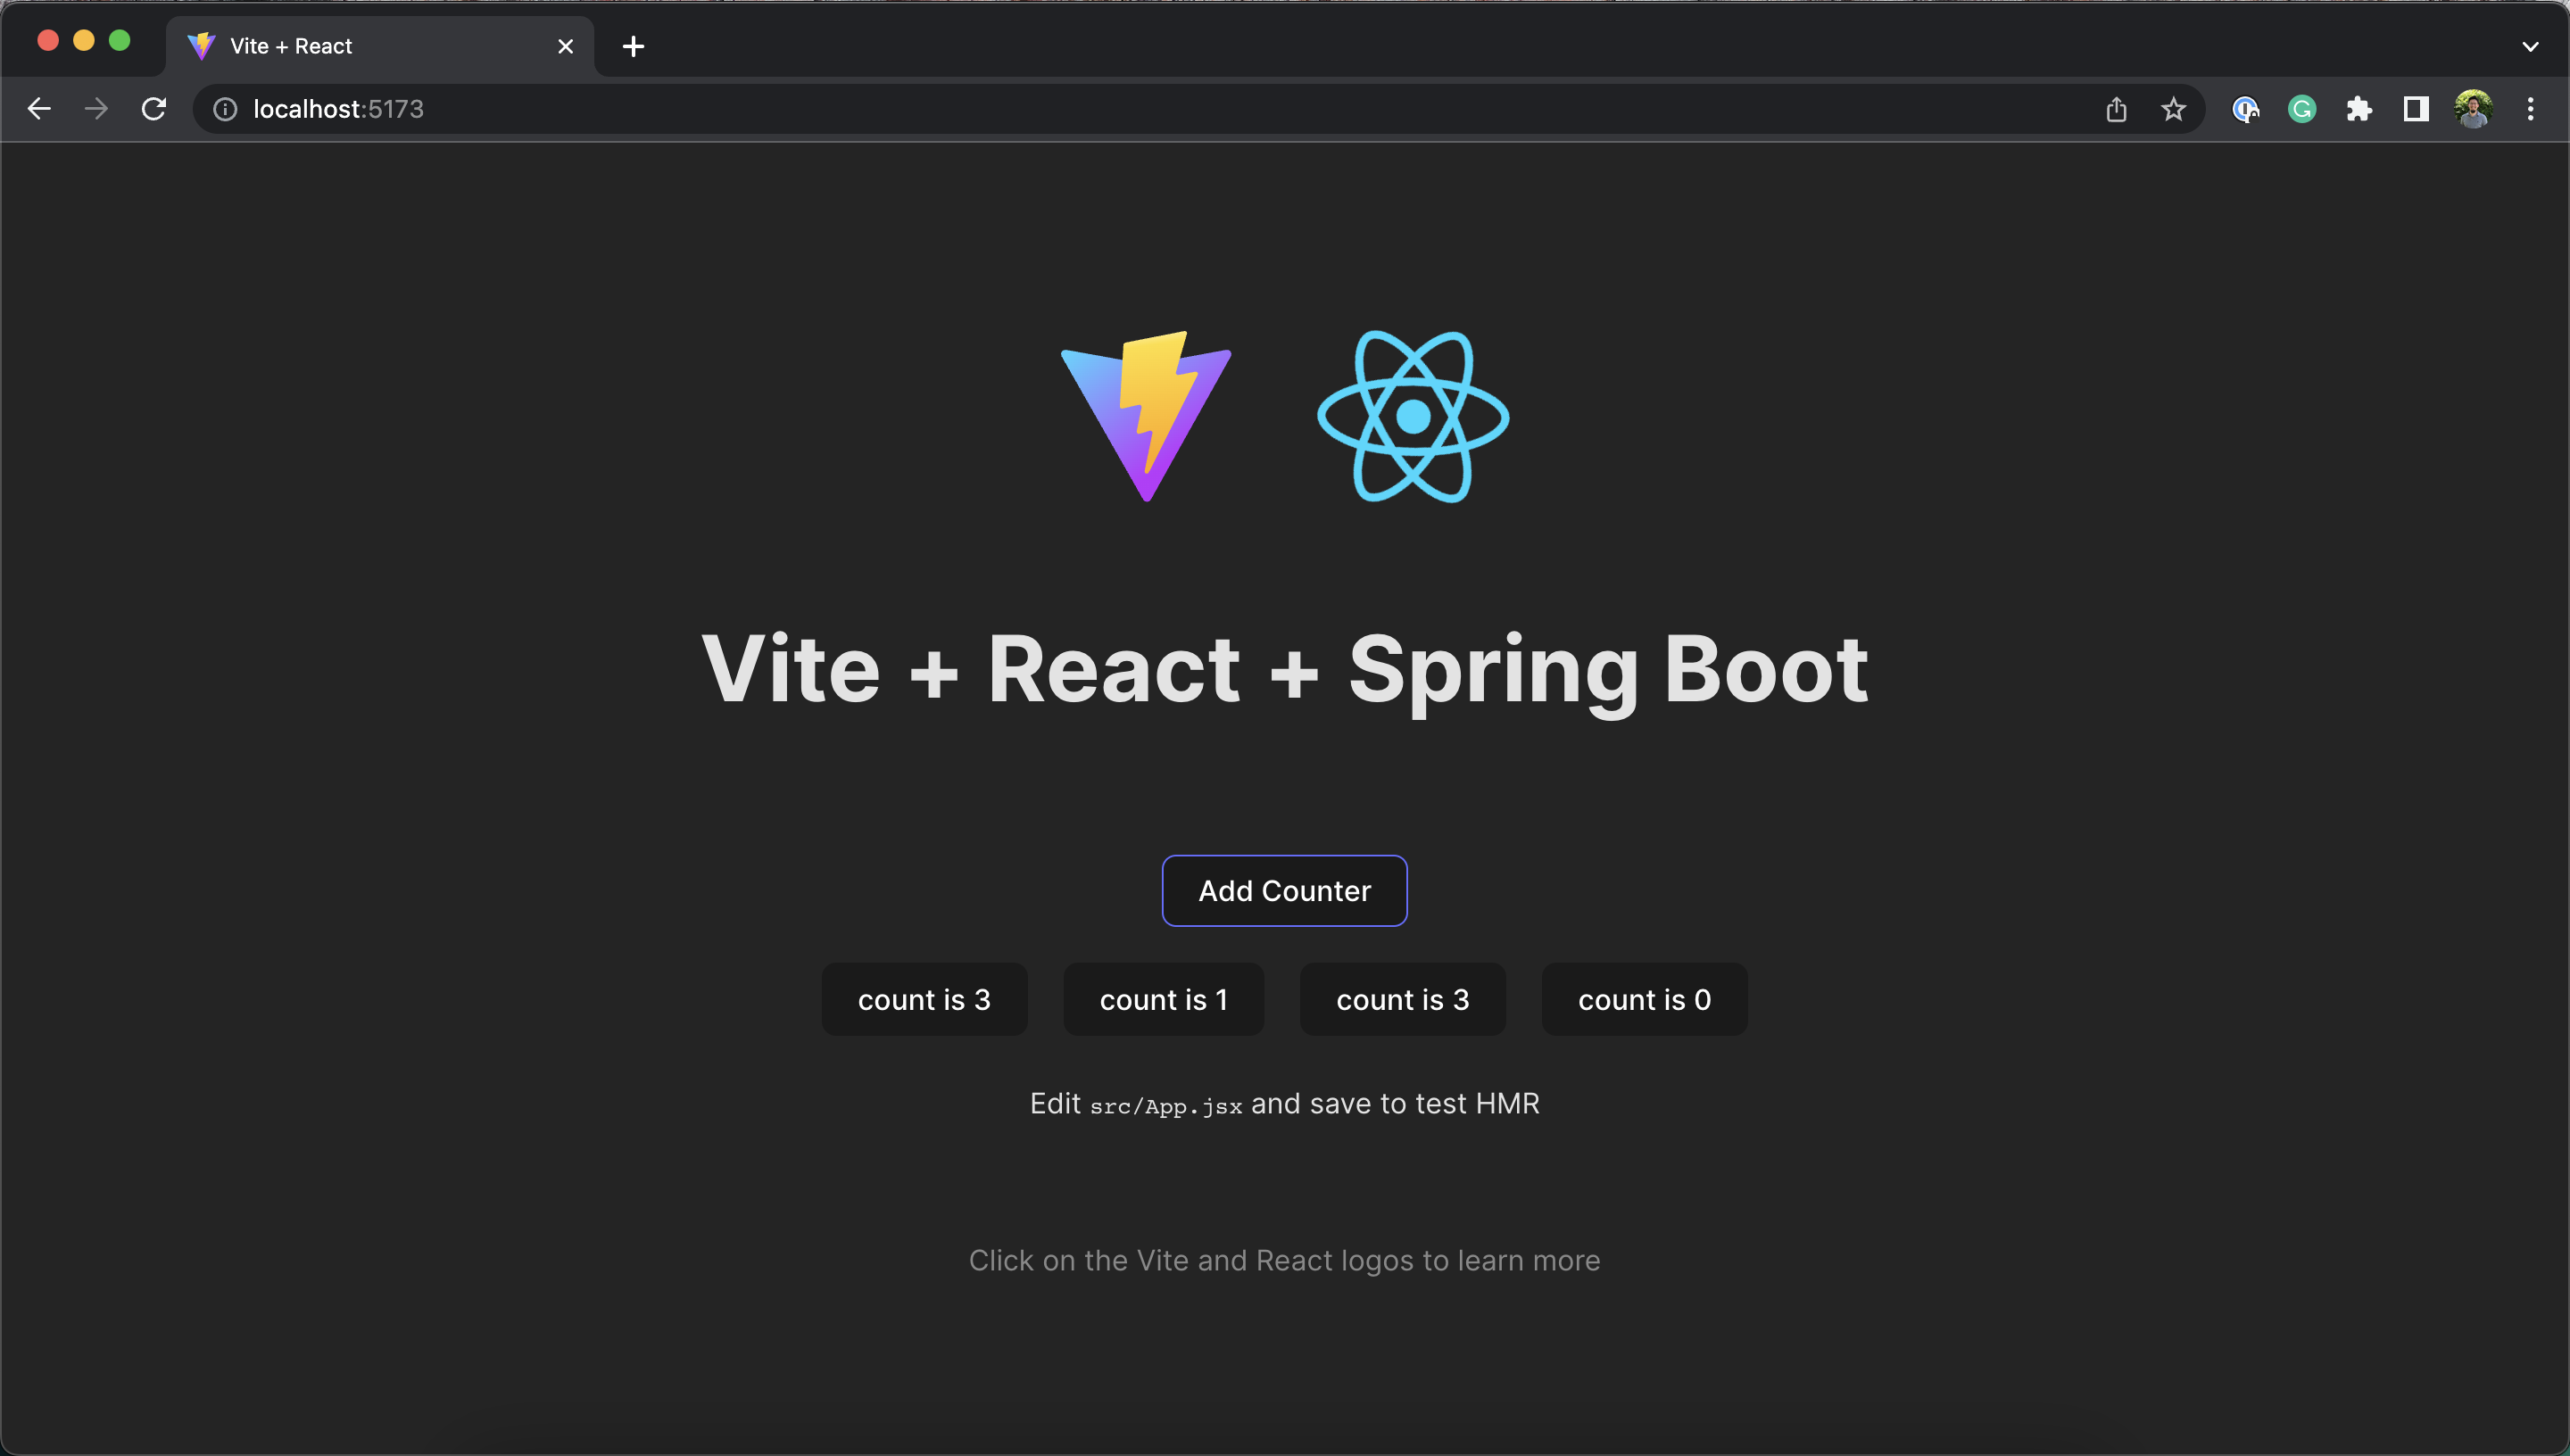 Vite + React
localhost:5173
Vite + React + Spring Boot
Add Counter
count is 3 count is 1 count is 3 count is 0
Edit src/App.jsx and save to test HMR
Click on the Vite and React logos to learn more